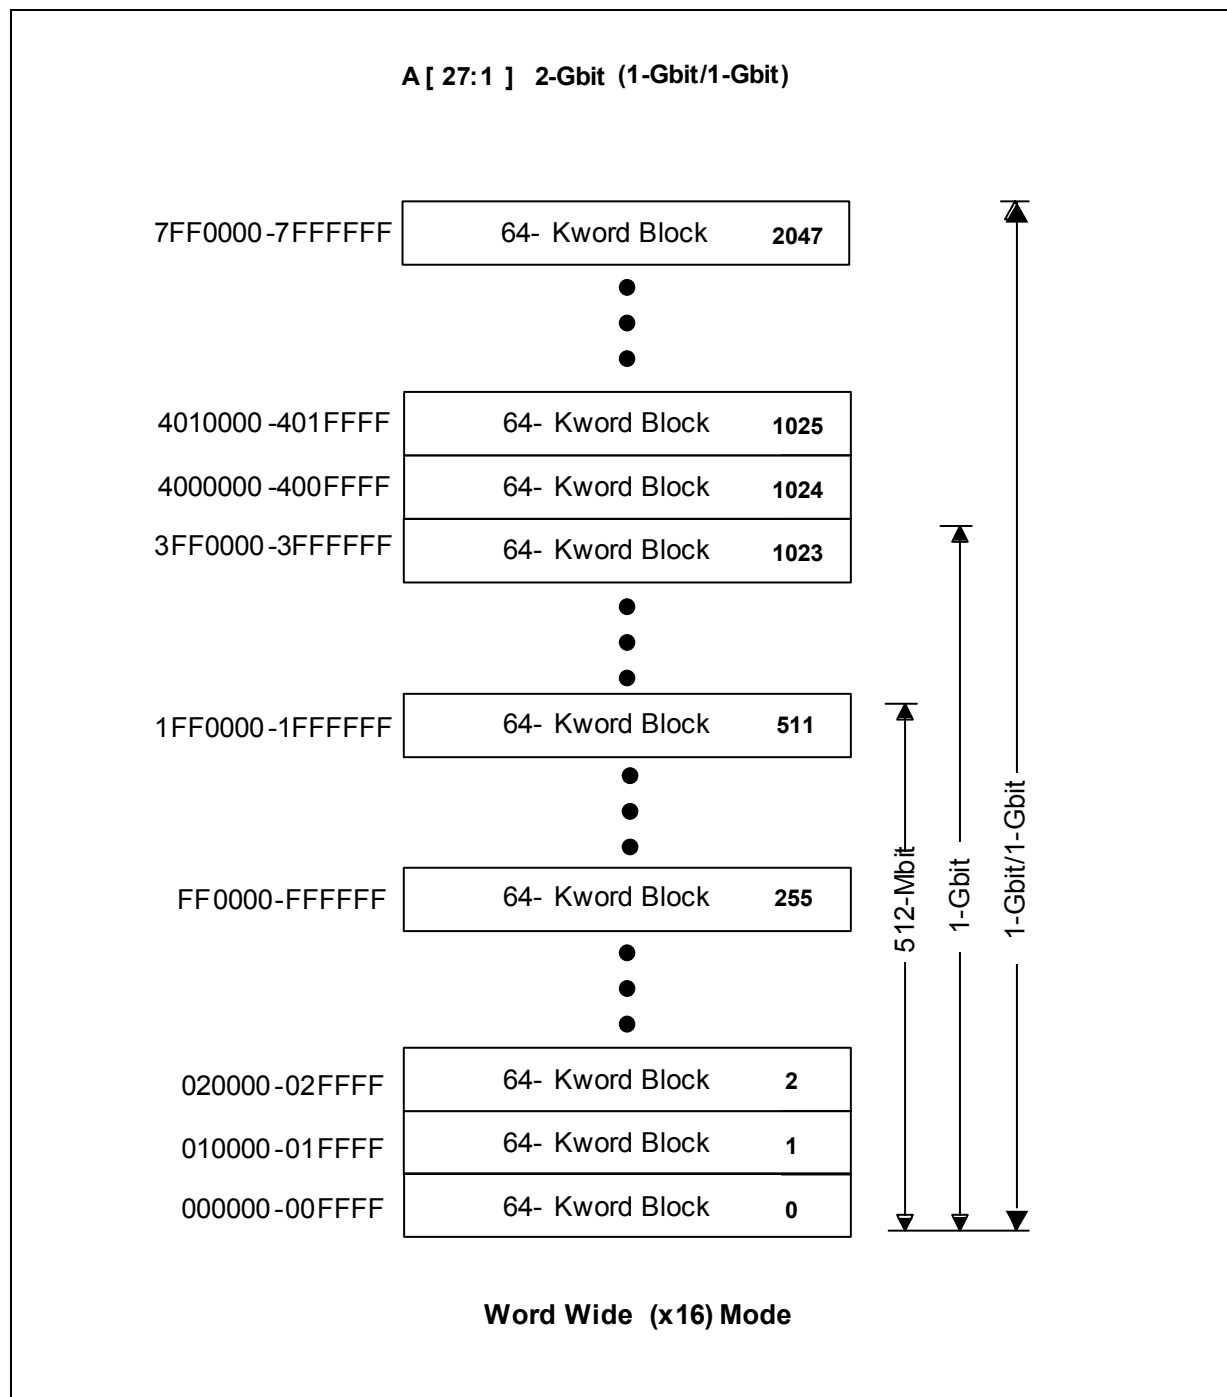 A [ 27:1 ] 2-Gbit (1-Gbit/1-Gbit)
7FF0000-7FFFFFF 64- Kword Block 2047
4010000-401FFFF 64- Kword Block 1025
4000000-400FFFF 64- Kword Block 1024
3FF0000-3FFFFFF 64- Kword Block 1023
1FF0000-1FFFFFF 64- Kword Block 511
FF0000-FFFFFF 64- Kword Block 255
020000-02FFFF 64- Kword Block 2
010000-01FFFF 64- Kword Block 1
000000-00FFFF 64- Kword Block 0
512-Mbit
1-Gbit
1-Gbit/1-Gbit
Word Wide (x16) Mode